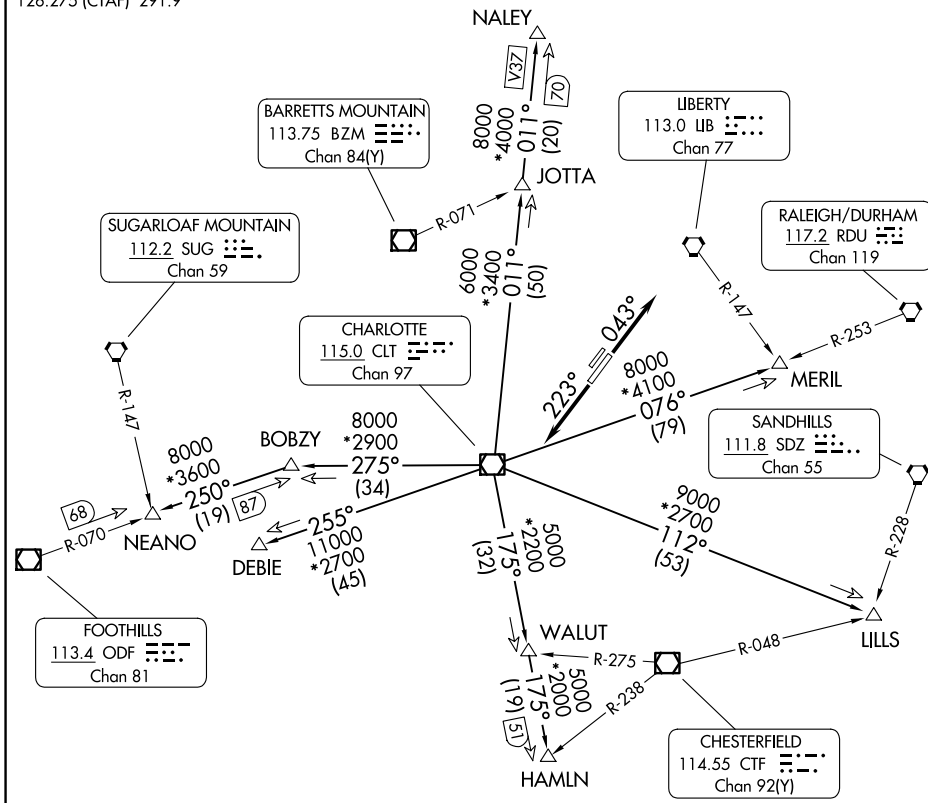 128.275 (CTAF) 291.9
NALEY
V37
70
8000
*4000
011°
(20)
BARRETTS MOUNTAIN
113.75 BZM
Chan 84(Y)
LIBERTY
113.0 LIB
Chan 77
JOTTA
R-071
SUGARLOAF MOUNTAIN
112.2 SUG
Chan 59
RALEIGH/DURHAM
117.2 RDU
Chan 119
6000
*3400
011°
(50)
R-147
R-253
CHARLOTTE
115.0 CLT
Chan 97
223° 043°
MERIL
R-147
8000
*4100
076°
(79)
SANDHILLS
111.8 SDZ
Chan 55
BOBZY
8000
*2900
275°
(34)
8000
*3600
250°
(19)
87
68
R-070
NEANO
255°
11000
*2700
(45)
DEBIE
5000
*2200
175°
(32)
9000
*2700
112°
(53)
R-228
LILLS
FOOTHILLS
113.4 ODF
Chan 81
WALUT
R-275
R-048
5000
*2000
175°
(19)
51
R-238
HAMLN
CHESTERFIELD
114.55 CTF
Chan 92(Y)